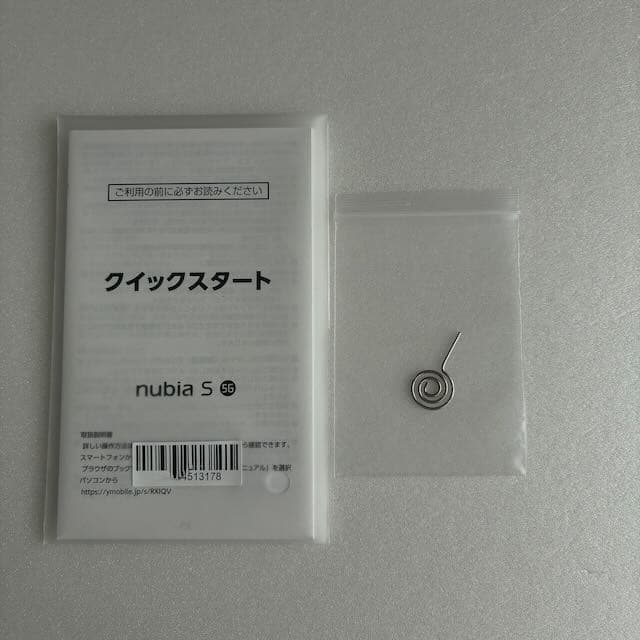 ご利用の前に必ずお読みください
クイックスタート
nubia S 5G
取扱説明書
詳しい操作方法は 確認できます。
スマートフォンか
ブラウザのブック ニュアル」を選択
パソコンから
https://ymobile.jp/s/RXIQV
4513178